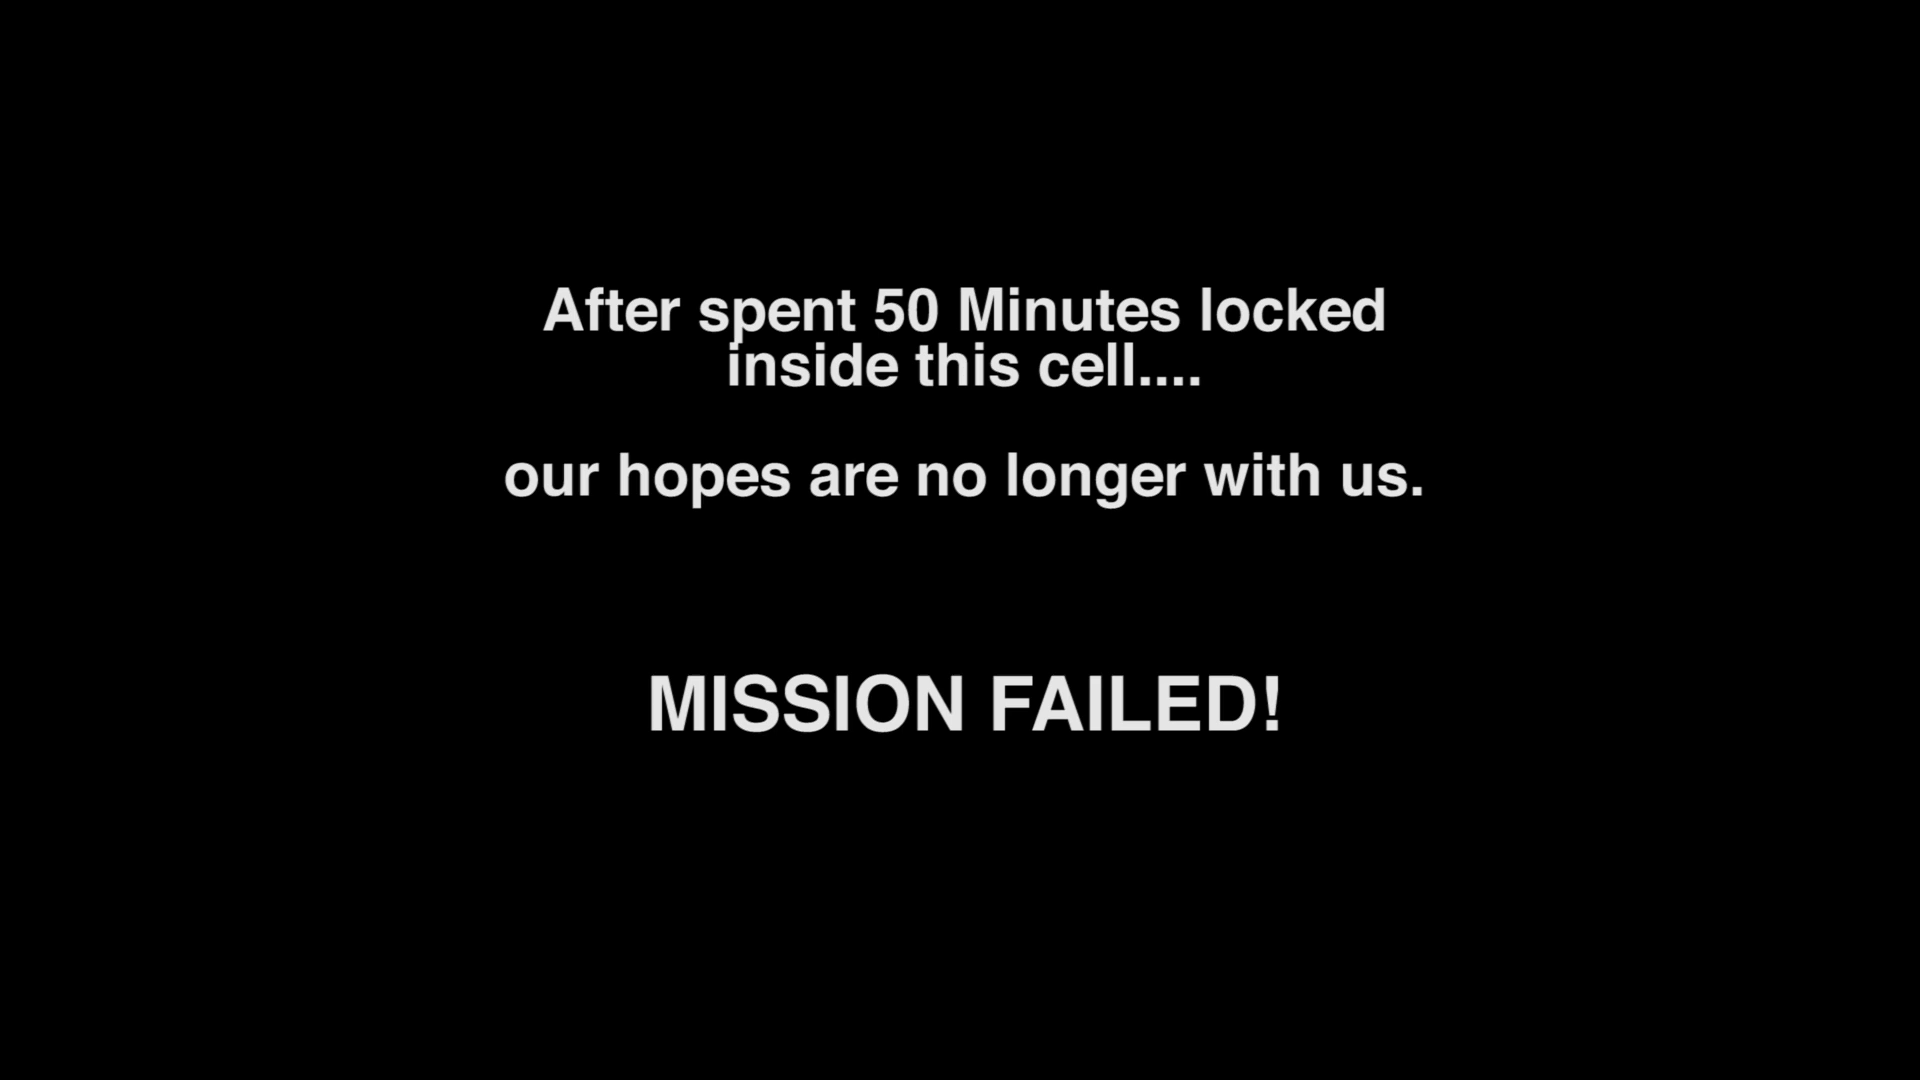 After spent 50 Minutes locked
inside this cell....
our hopes are no longer with us.
MISSION FAILED!